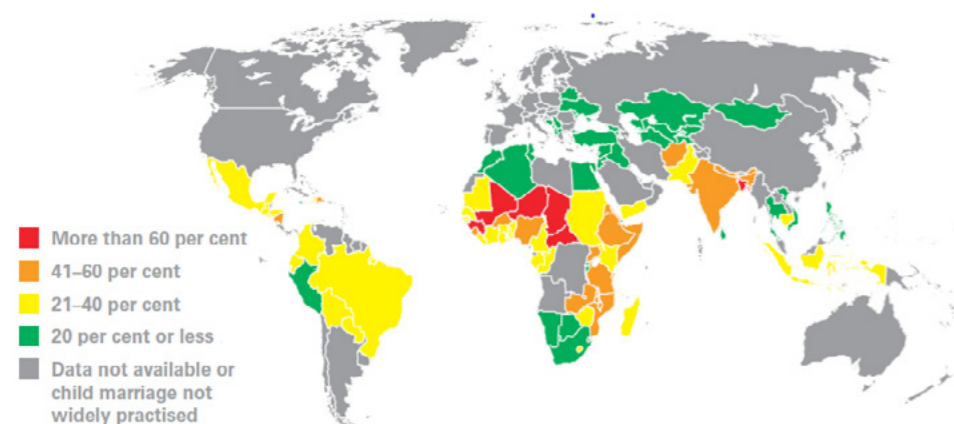 More than 60 per cent
41–60 per cent
21–40 per cent
20 per cent or less
Data not available or
child marriage not
widely practised